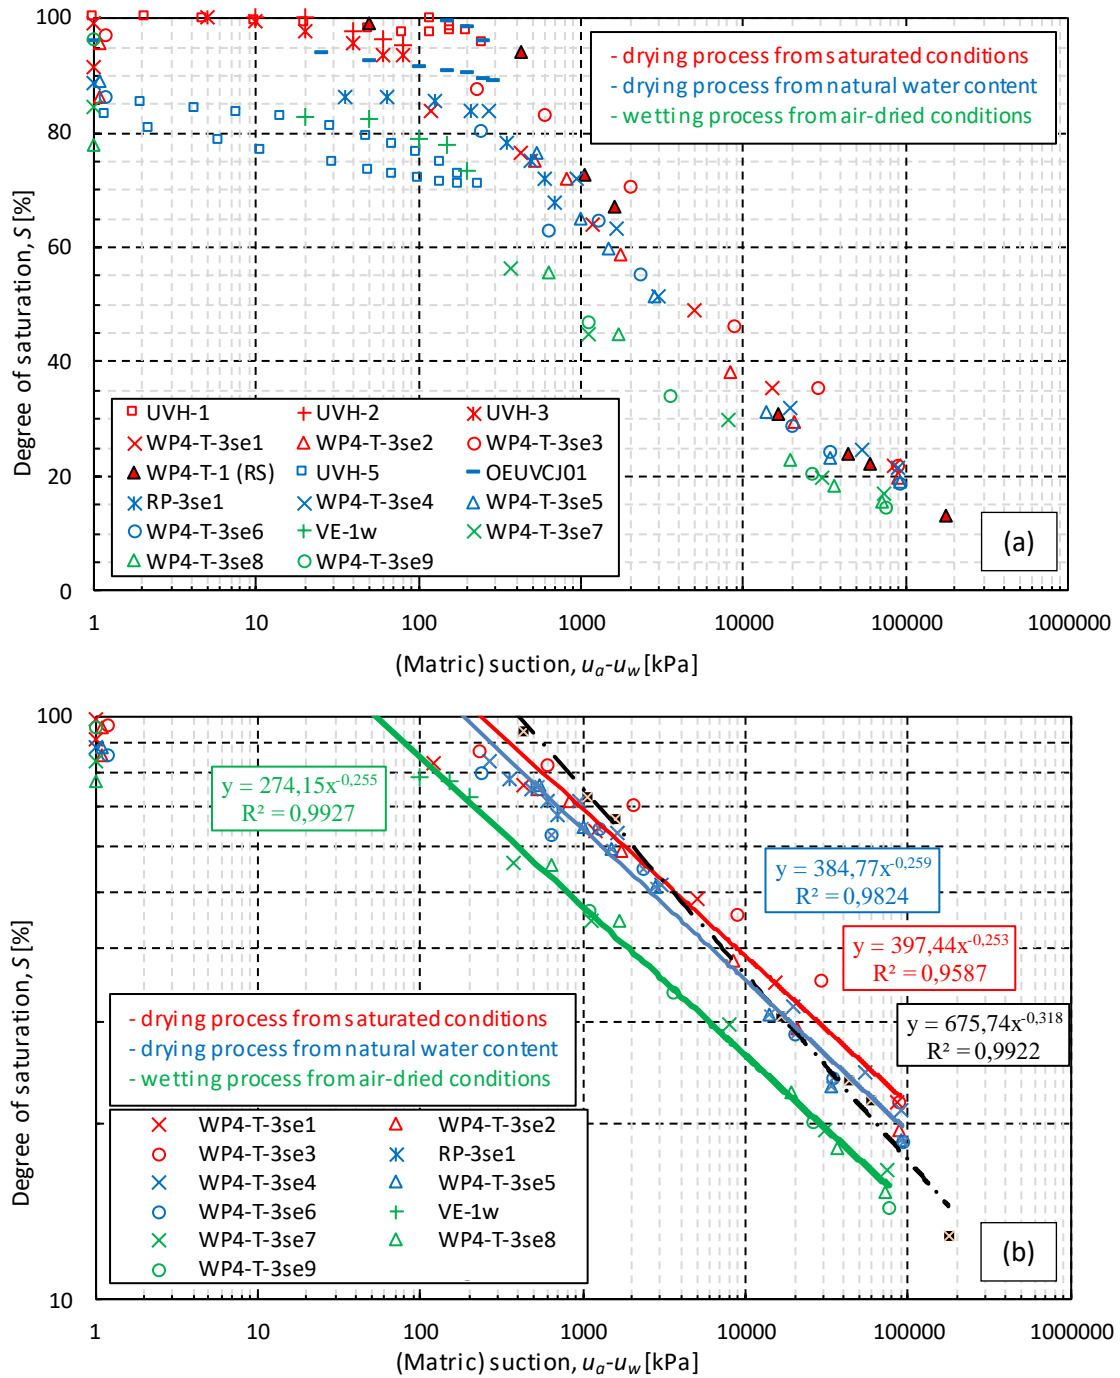 100
80
60
40
20
0
Degree of saturation, S [%]
- drying process from saturated conditions
- drying process from natural water content
- wetting process from air-dried conditions
UVH-1 UVH-2 UVH-3
WP4-T-3se1 WP4-T-3se2 WP4-T-3se3
WP4-T-1 (RS) UVH-5 OEUVCJ01
RP-3se1 WP4-T-3se4 WP4-T-3se5
WP4-T-3se6 VE-1w WP4-T-3se7
WP4-T-3se8 WP4-T-3se9
(a)
1 10 100 1000 10000 100000 1000000
(Matric) suction, uₐ-u_w [kPa]
100
10
Degree of saturation, S [%]
y = 274,15x^-0,255
R² = 0,9927
y = 384,77x^-0,259
R² = 0,9824
y = 397,44x^-0,253
R² = 0,9587
y = 675,74x^-0,318
R² = 0,9922
- drying process from saturated conditions
- drying process from natural water content
- wetting process from air-dried conditions
WP4-T-3se1 WP4-T-3se2
WP4-T-3se3 RP-3se1
WP4-T-3se4 WP4-T-3se5
WP4-T-3se6 VE-1w
WP4-T-3se7 WP4-T-3se8
WP4-T-3se9
(b)
1 10 100 1000 10000 100000 1000000
(Matric) suction, uₐ-u_w [kPa]